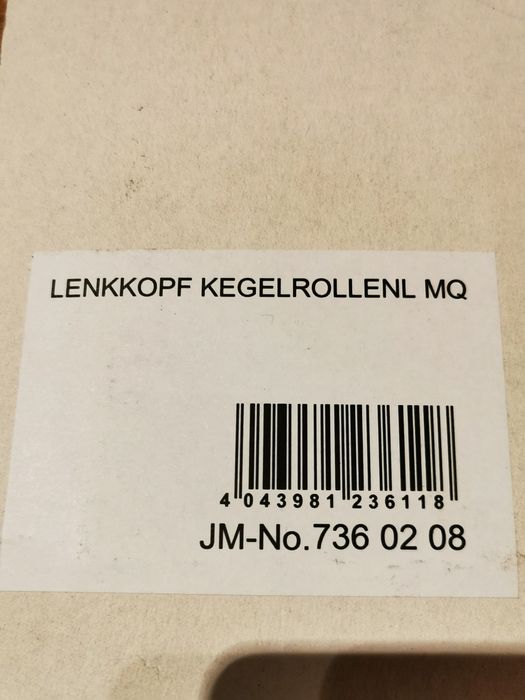 LENKKOPF KEGELROLLENL MQ
4 043981 236118
JM-No.736 02 08